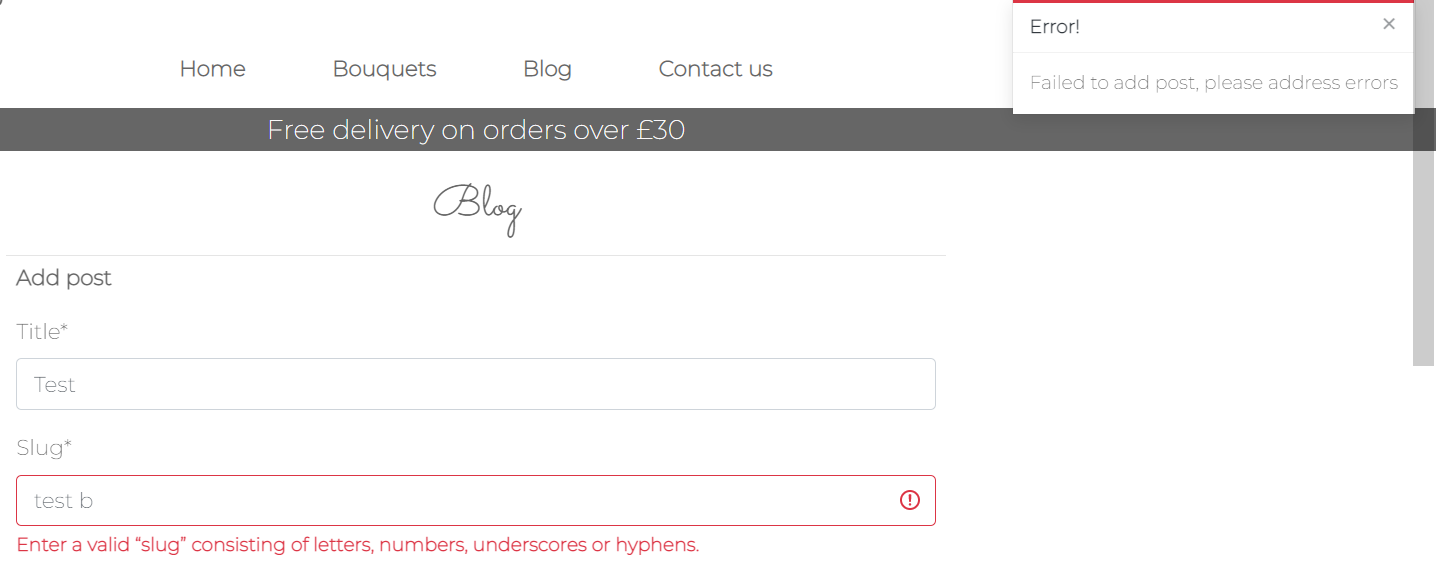 Error!
Failed to add post, please address errors
Home Bouquets Blog Contact us
Free delivery on orders over £30
Blog
Add post
Title*
Test
Slug*
test b
Enter a valid “slug” consisting of letters, numbers, underscores or hyphens.